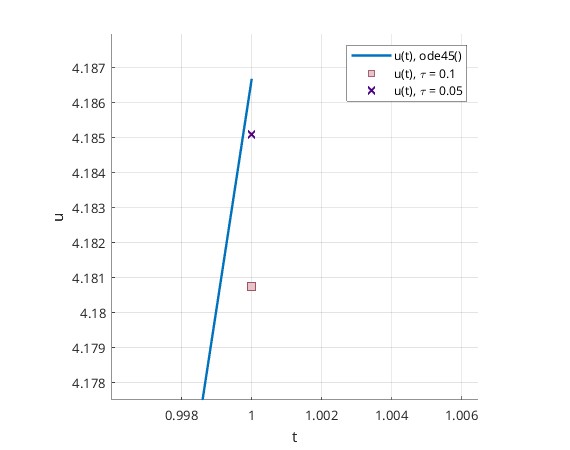 u(t), ode45()
u(t), τ = 0.1
u(t), τ = 0.05
4.187
4.186
4.185
4.184
4.183
4.182
4.181
4.18
4.179
4.178
u
0.998 1 1.002 1.004 1.006
t